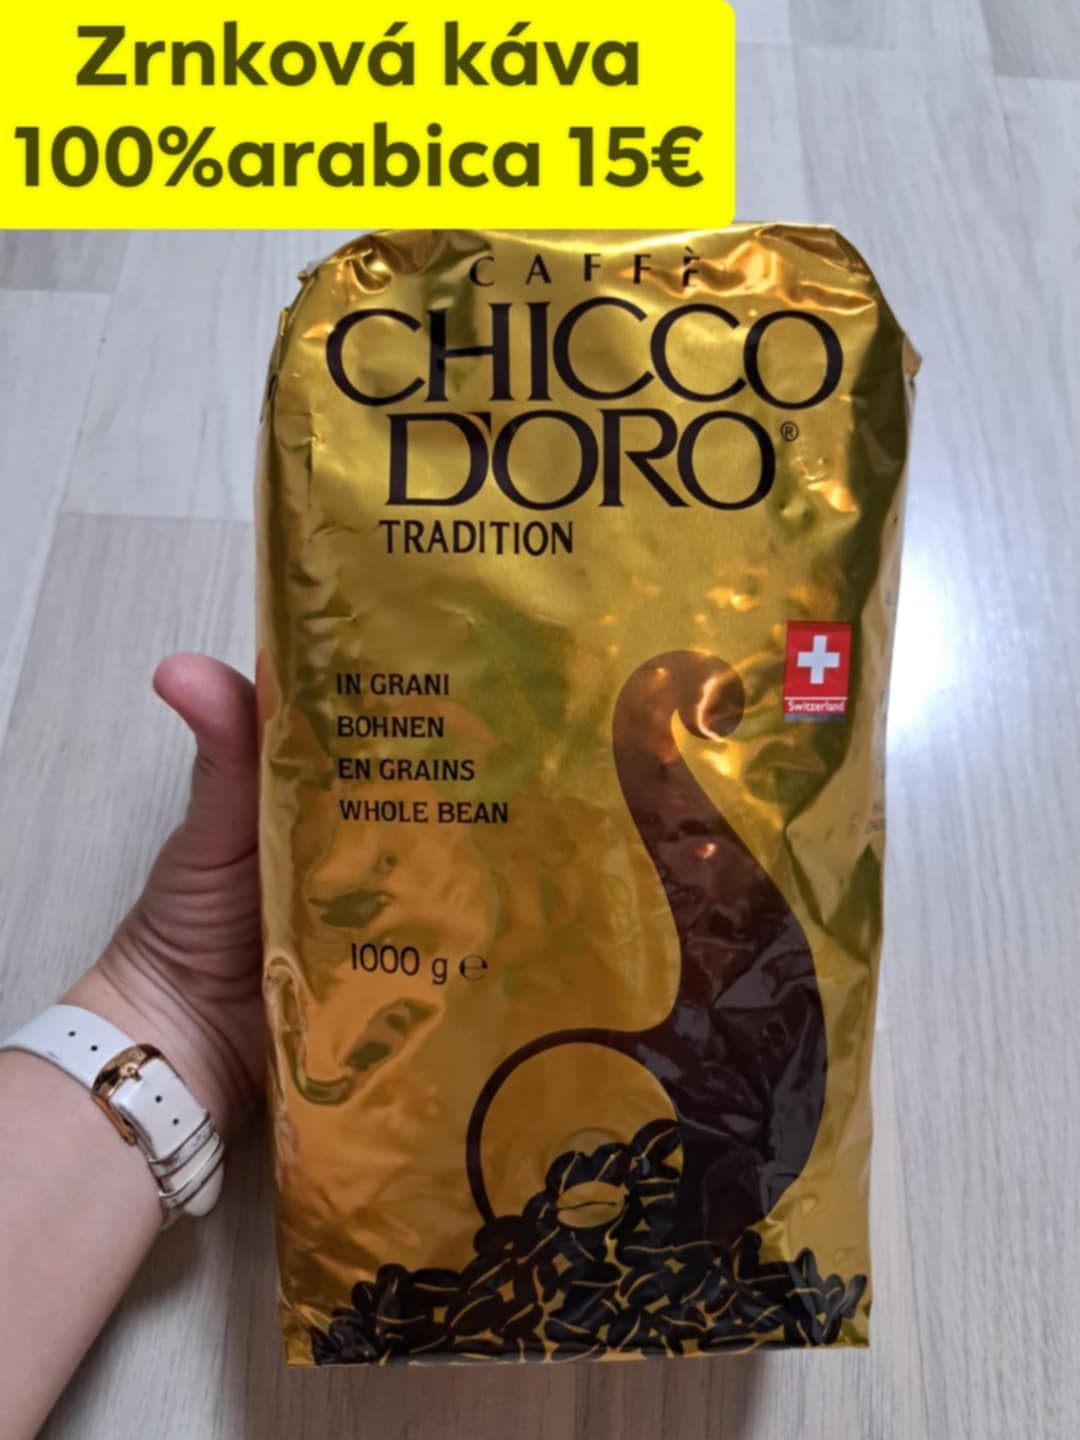 Zrnková káva
100%arabica 15€
CAFFÈ
CHICCO
D'ORO®
TRADITION
IN GRANI
BOHNEN
EN GRAINS
WHOLE BEAN
Switzerland
1000 g ℮